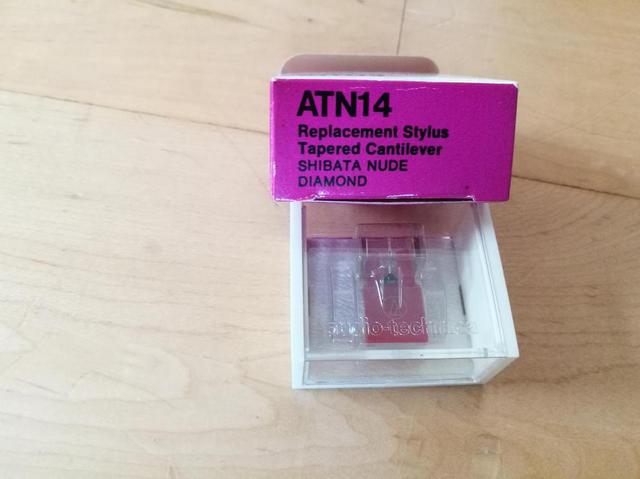 ATN14
Replacement Stylus
Tapered Cantilever
SHIBATA NUDE
DIAMOND
audio-technica